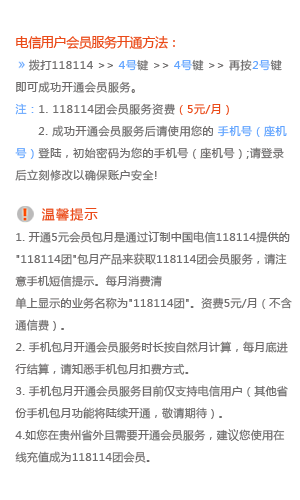 电信用户会员服务开通方法：
» 拨打118114 >> 4号键 >> 4号键 >> 再按2号键
即可成功开通会员服务。
注：1. 118114团会员服务资费（5元/月）
2. 成功开通会员服务后请使用您的 手机号（座机
号）登陆，初始密码为您的手机号（座机号）;请登录
后立刻修改以确保账户安全!
! 温馨提示
1. 开通5元会员包月是通过订制中国电信118114提供的
"118114团"包月产品来获取118114团会员服务，请注
意手机短信提示。每月消费清
单上显示的业务名称为"118114团"。资费5元/月（不含
通信费）。
2. 手机包月开通会员服务时长按自然月计算，每月底进
行结算，请知悉手机包月扣费方式。
3. 手机包月开通会员服务目前仅支持电信用户（其他省
份手机包月功能将陆续开通，敬请期待）。
4.如您在贵州省外且需要开通会员服务，建议您使用在
线充值成为118114团会员。